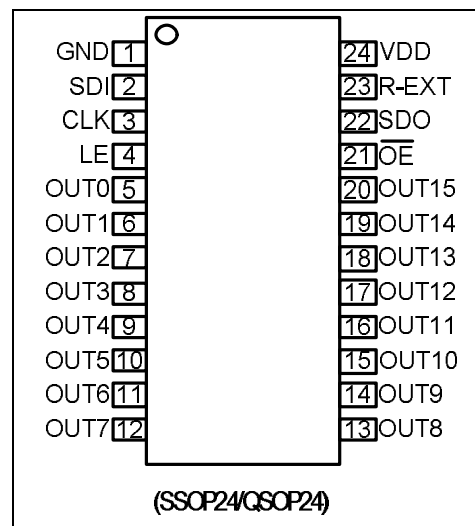 GND 1 24 VDD
SDI 2 23 R-EXT
CLK 3 22 SDO
LE 4 21 O̅E̅
OUT0 5 20 OUT15
OUT1 6 19 OUT14
OUT2 7 18 OUT13
OUT3 8 17 OUT12
OUT4 9 16 OUT11
OUT5 10 15 OUT10
OUT6 11 14 OUT9
OUT7 12 13 OUT8
(SSOP24/QSOP24)